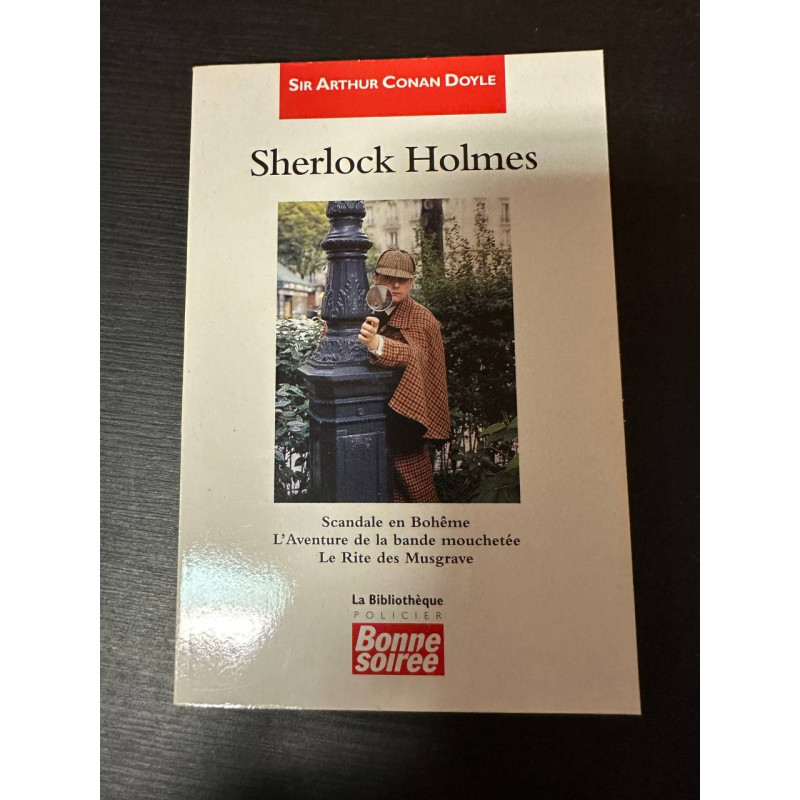 SIR ARTHUR CONAN DOYLE
Sherlock Holmes
Scandale en Bohême
L'Aventure de la bande mouchetée
Le Rite des Musgrave
La Bibliothèque
POLICIER
Bonne
soirée